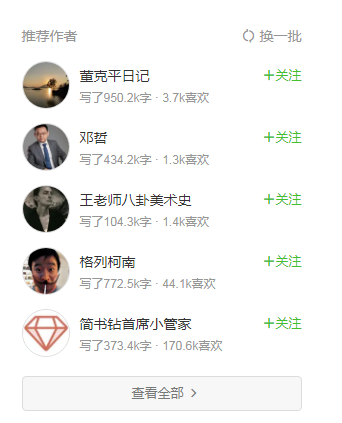 推荐作者 换一批
董克平日记 +关注
写了950.2k字 · 3.7k喜欢
邓哲 +关注
写了434.2k字 · 1.3k喜欢
王老师八卦美术史 +关注
写了104.3k字 · 1.4k喜欢
格列柯南 +关注
写了772.5k字 · 44.1k喜欢
简书钻首席小管家 +关注
写了373.4k字 · 170.6k喜欢
查看全部 >